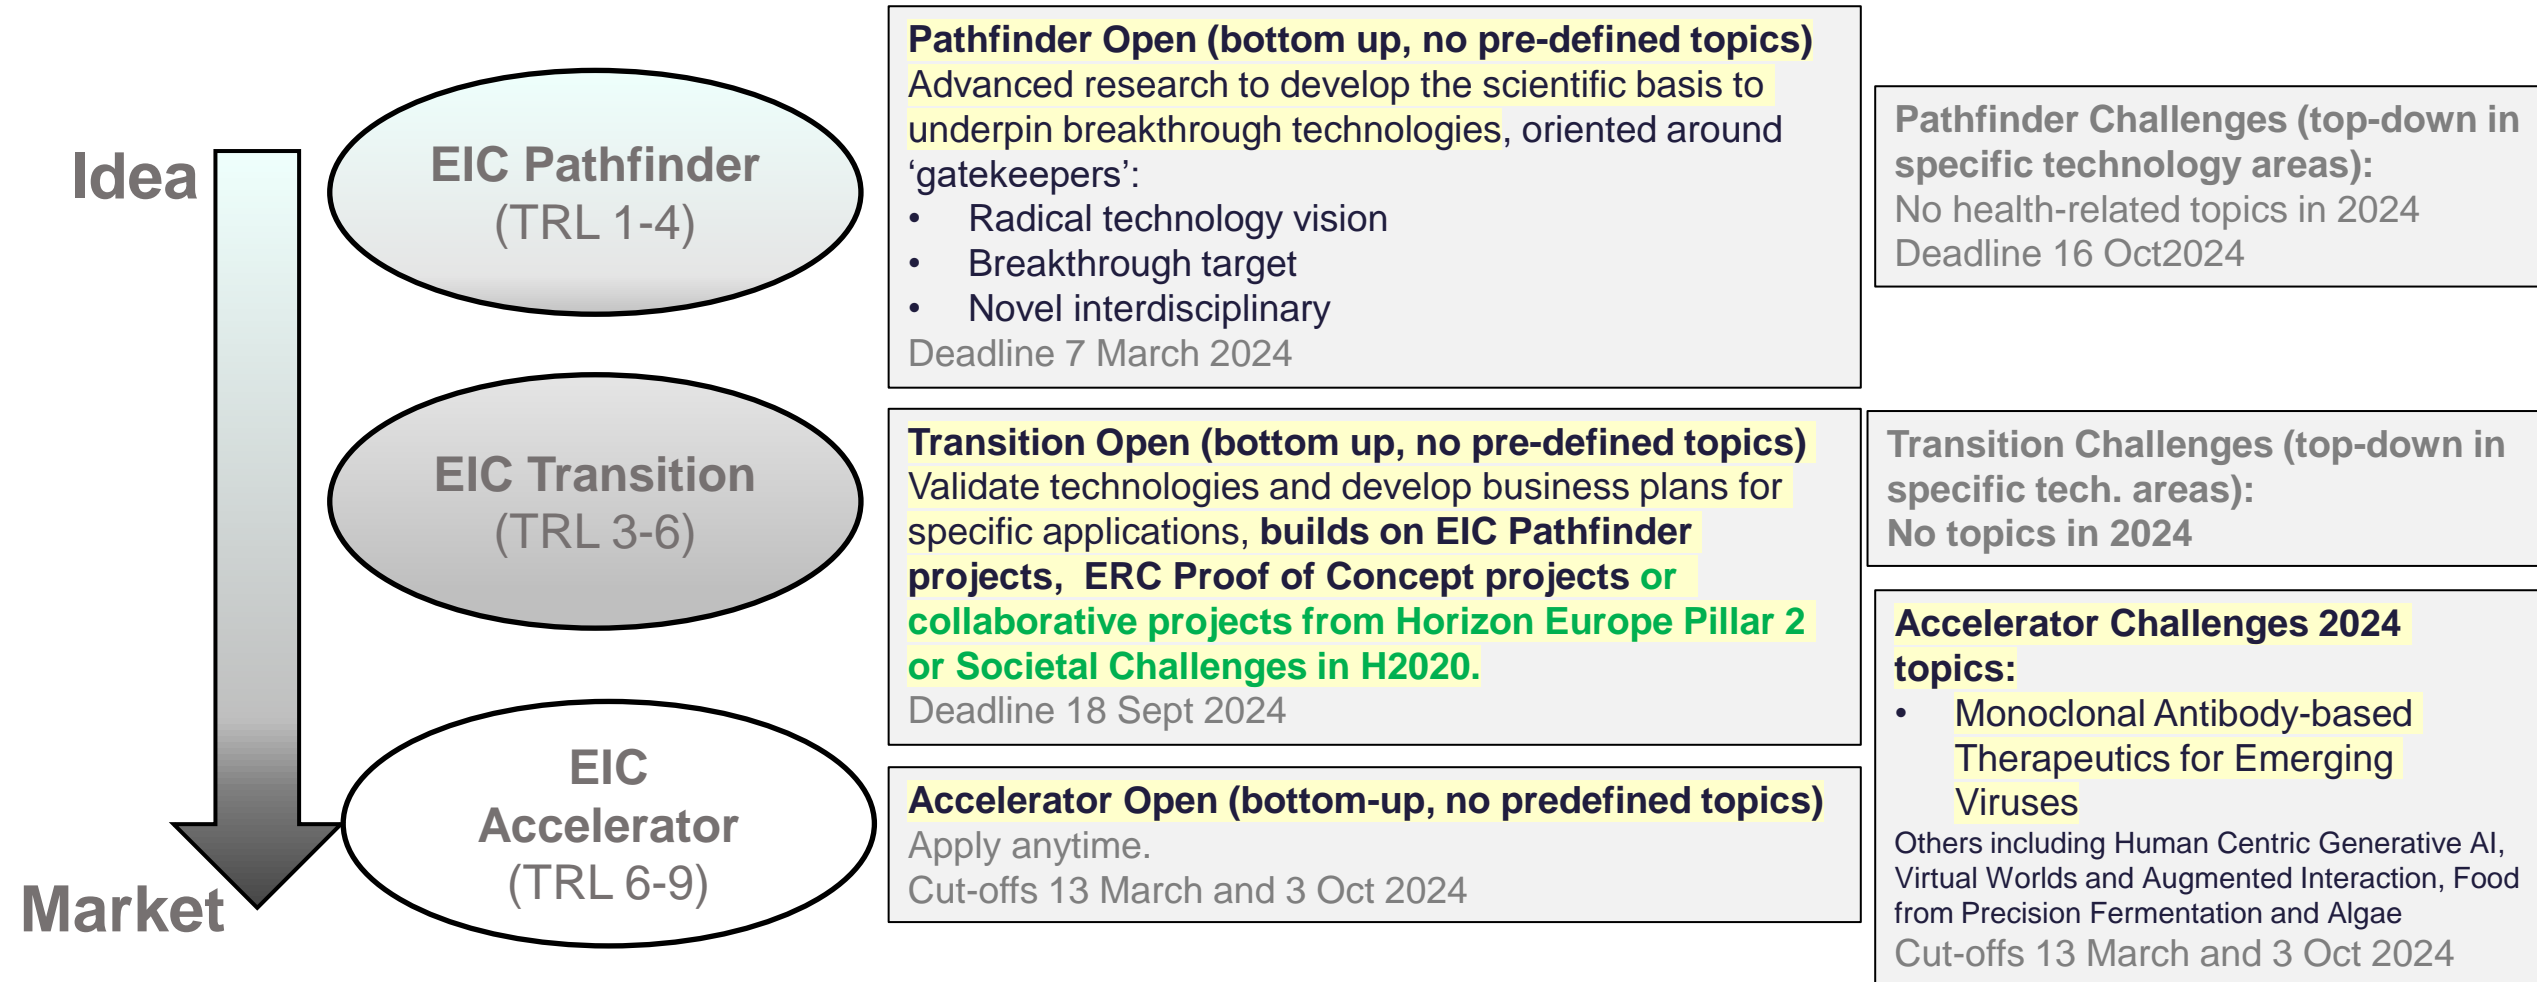 Idea
Market
EIC Pathfinder
(TRL 1-4)
EIC Transition
(TRL 3-6)
EIC
Accelerator
(TRL 6-9)
Pathfinder Open (bottom up, no pre-defined topics)
Advanced research to develop the scientific basis to
underpin breakthrough technologies, oriented around
‘gatekeepers’:
• Radical technology vision
• Breakthrough target
• Novel interdisciplinary
Deadline 7 March 2024
Pathfinder Challenges (top-down in
specific technology areas):
No health-related topics in 2024
Deadline 16 Oct2024
Transition Open (bottom up, no pre-defined topics)
Validate technologies and develop business plans for
specific applications, builds on EIC Pathfinder
projects, ERC Proof of Concept projects or
collaborative projects from Horizon Europe Pillar 2
or Societal Challenges in H2020.
Deadline 18 Sept 2024
Transition Challenges (top-down in
specific tech. areas):
No topics in 2024
Accelerator Open (bottom-up, no predefined topics)
Apply anytime.
Cut-offs 13 March and 3 Oct 2024
Accelerator Challenges 2024
topics:
• Monoclonal Antibody-based
Therapeutics for Emerging
Viruses
Others including Human Centric Generative AI,
Virtual Worlds and Augmented Interaction, Food
from Precision Fermentation and Algae
Cut-offs 13 March and 3 Oct 2024